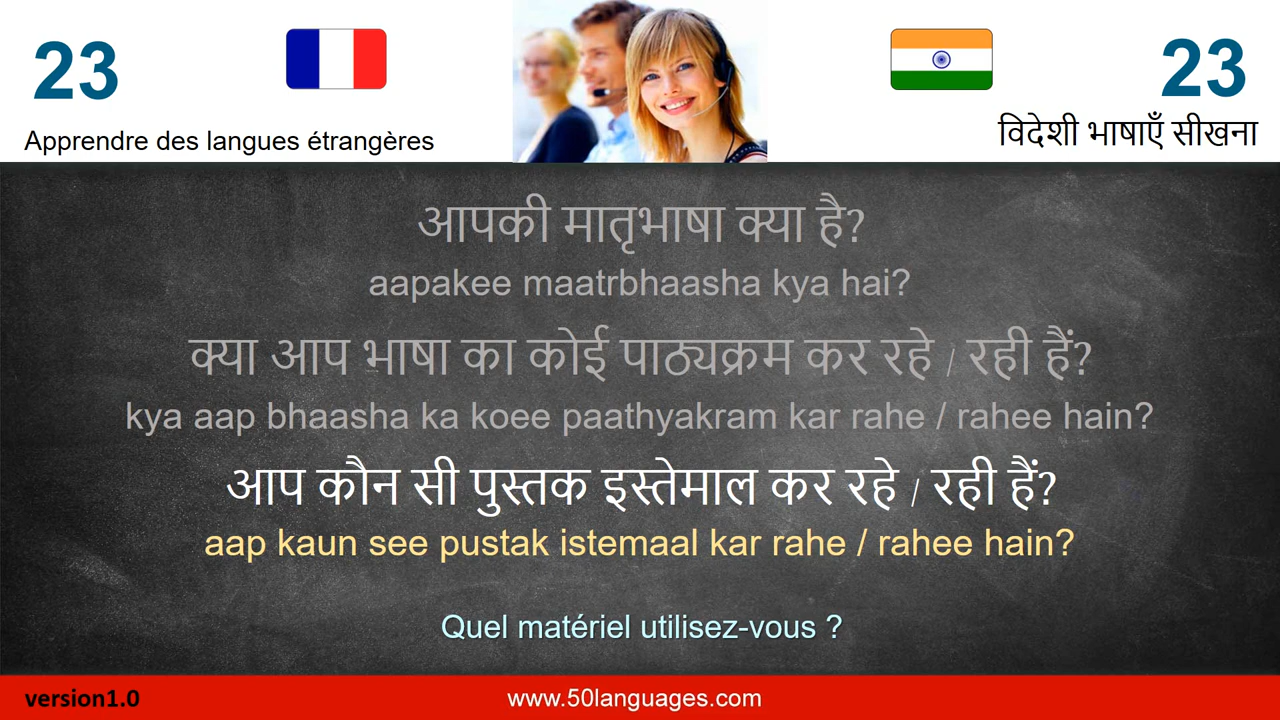 23
23
Apprendre des langues étrangères
विदेशी भाषाएँ सीखना
आपकी मातृभाषा क्या है?
aapakee maatrbhaasha kya hai?
क्या आप भाषा का कोई पाठ्यक्रम कर रहे / रही हैं?
kya aap bhaasha ka koee paathyakram kar rahe / rahee hain?
आप कौन सी पुस्तक इस्तेमाल कर रहे / रही हैं?
aap kaun see pustak istemaal kar rahe / rahee hain?
Quel matériel utilisez-vous ?
version1.0
www.50languages.com